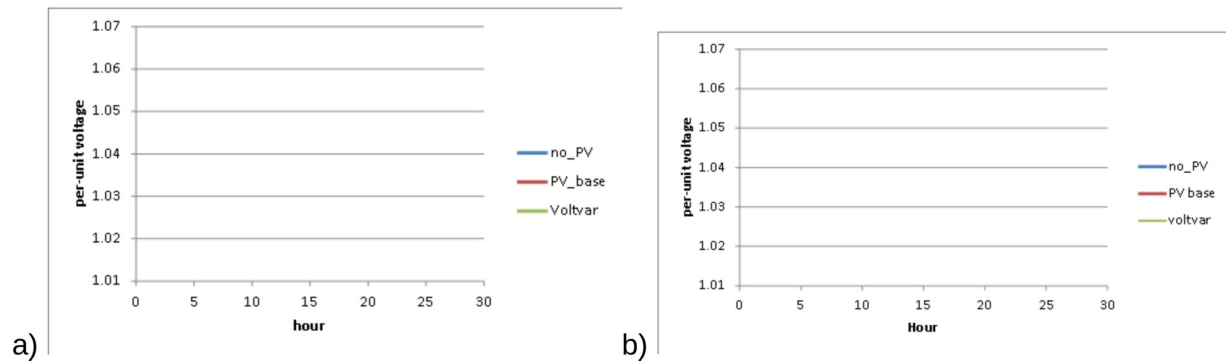 a)
1.07
1.06
1.05
1.04
1.03
1.02
1.01
per-unit voltage
0 5 10 15 20 25 30
hour
no_PV
PV_base
Voltvar
b)
1.07
1.06
1.05
1.04
1.03
1.02
1.01
per-unit voltage
0 5 10 15 20 25 30
Hour
no_PV
PV base
voltvar